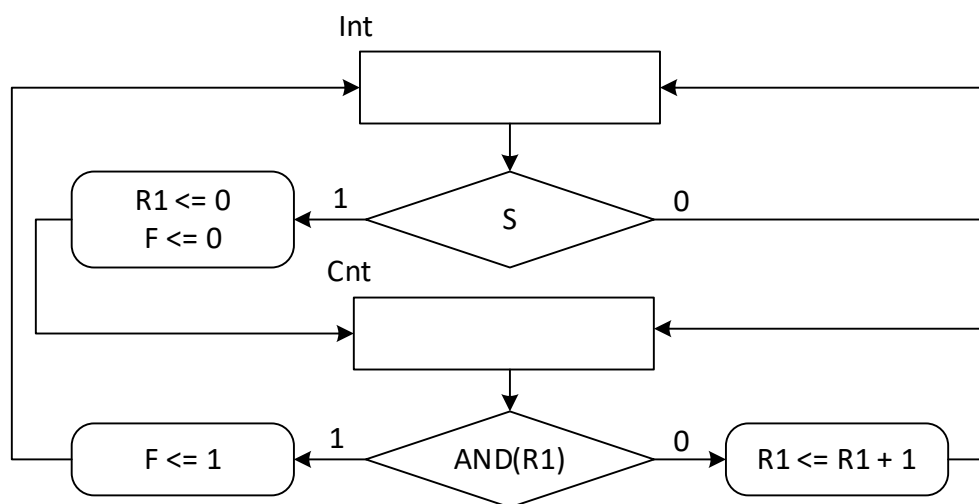 Int
R1 <= 0
F <= 0
1
S
0
Cnt
F <= 1
1
AND(R1)
0
R1 <= R1 + 1